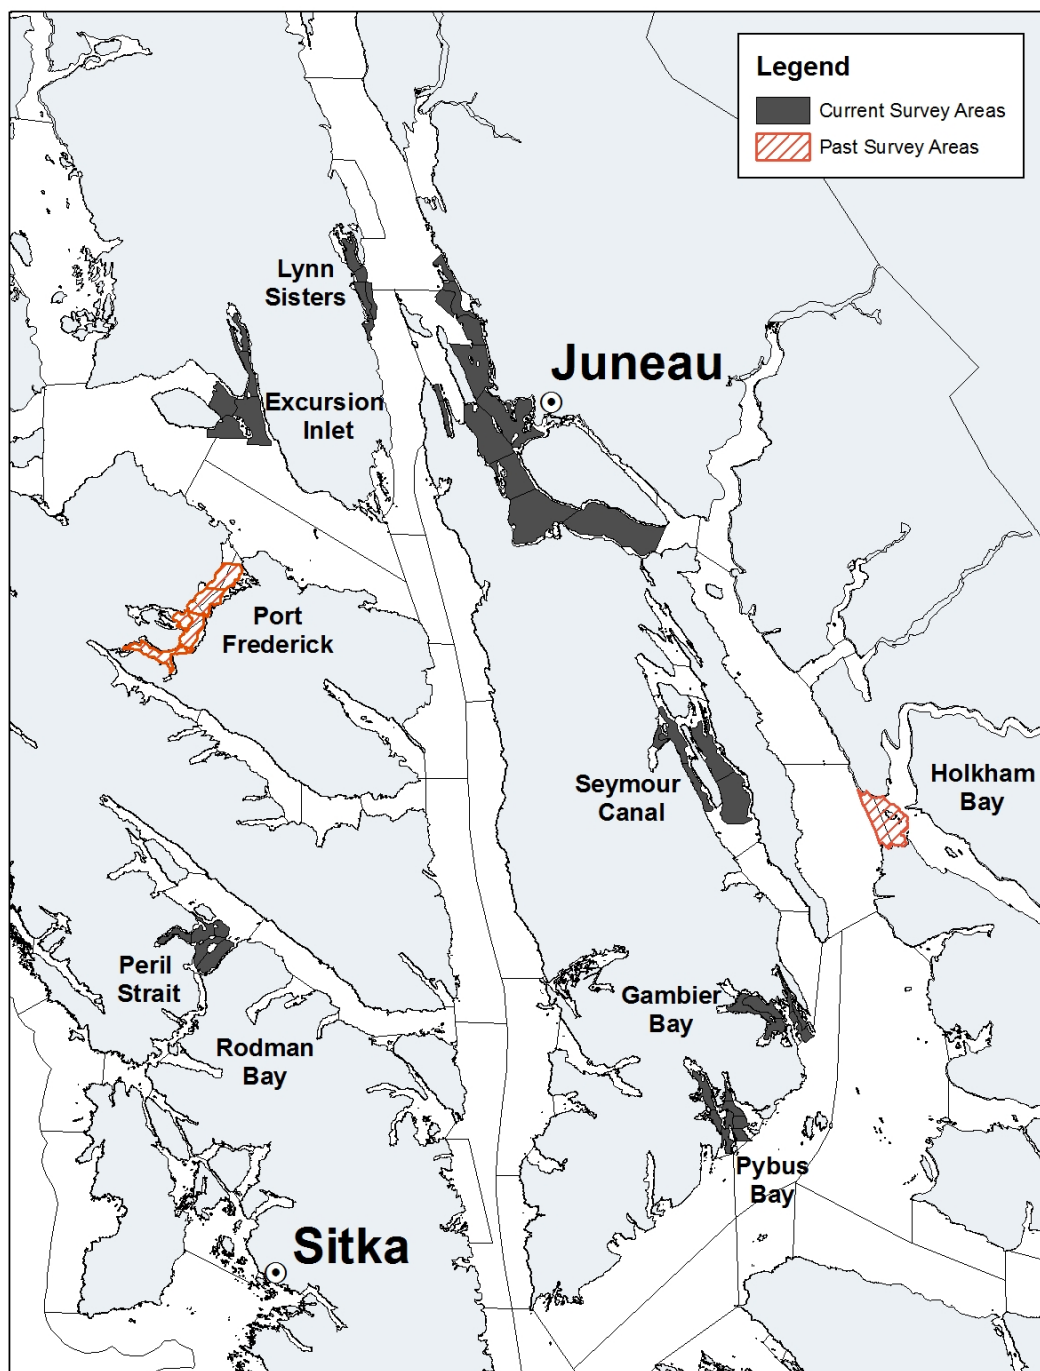 Legend
Current Survey Areas
Past Survey Areas
Lynn
Sisters
Juneau
Excursion
Inlet
Port
Frederick
Seymour
Canal
Holkham
Bay
Peril
Strait
Gambier
Bay
Rodman
Bay
Pybus
Bay
Sitka